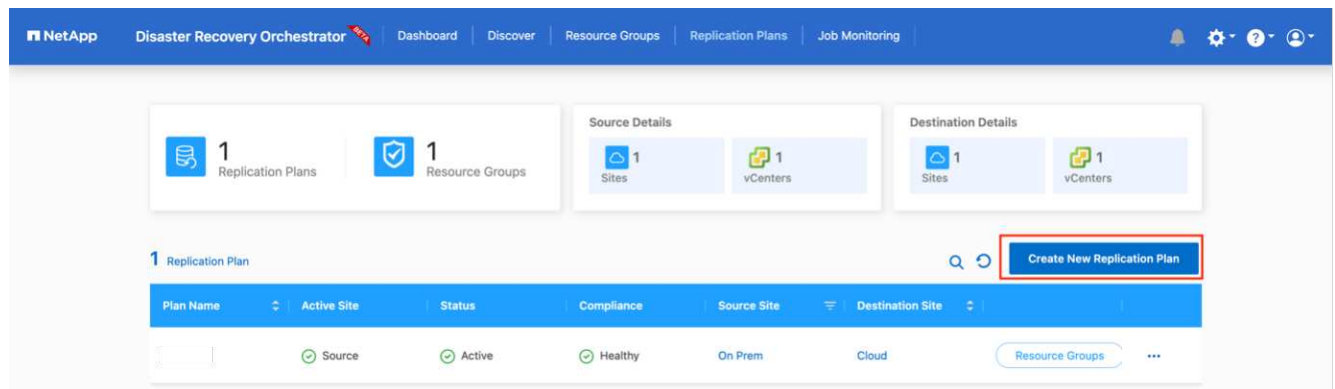 NetApp Disaster Recovery Orchestrator BETA Dashboard Discover Resource Groups Replication Plans Job Monitoring
Source Details Destination Details
1 1 1 1 1 1
Replication Plans Resource Groups Sites vCenters Sites vCenters
1 Replication Plan Create New Replication Plan
Plan Name Active Site Status Compliance Source Site Destination Site
Source Active Healthy On Prem Cloud Resource Groups